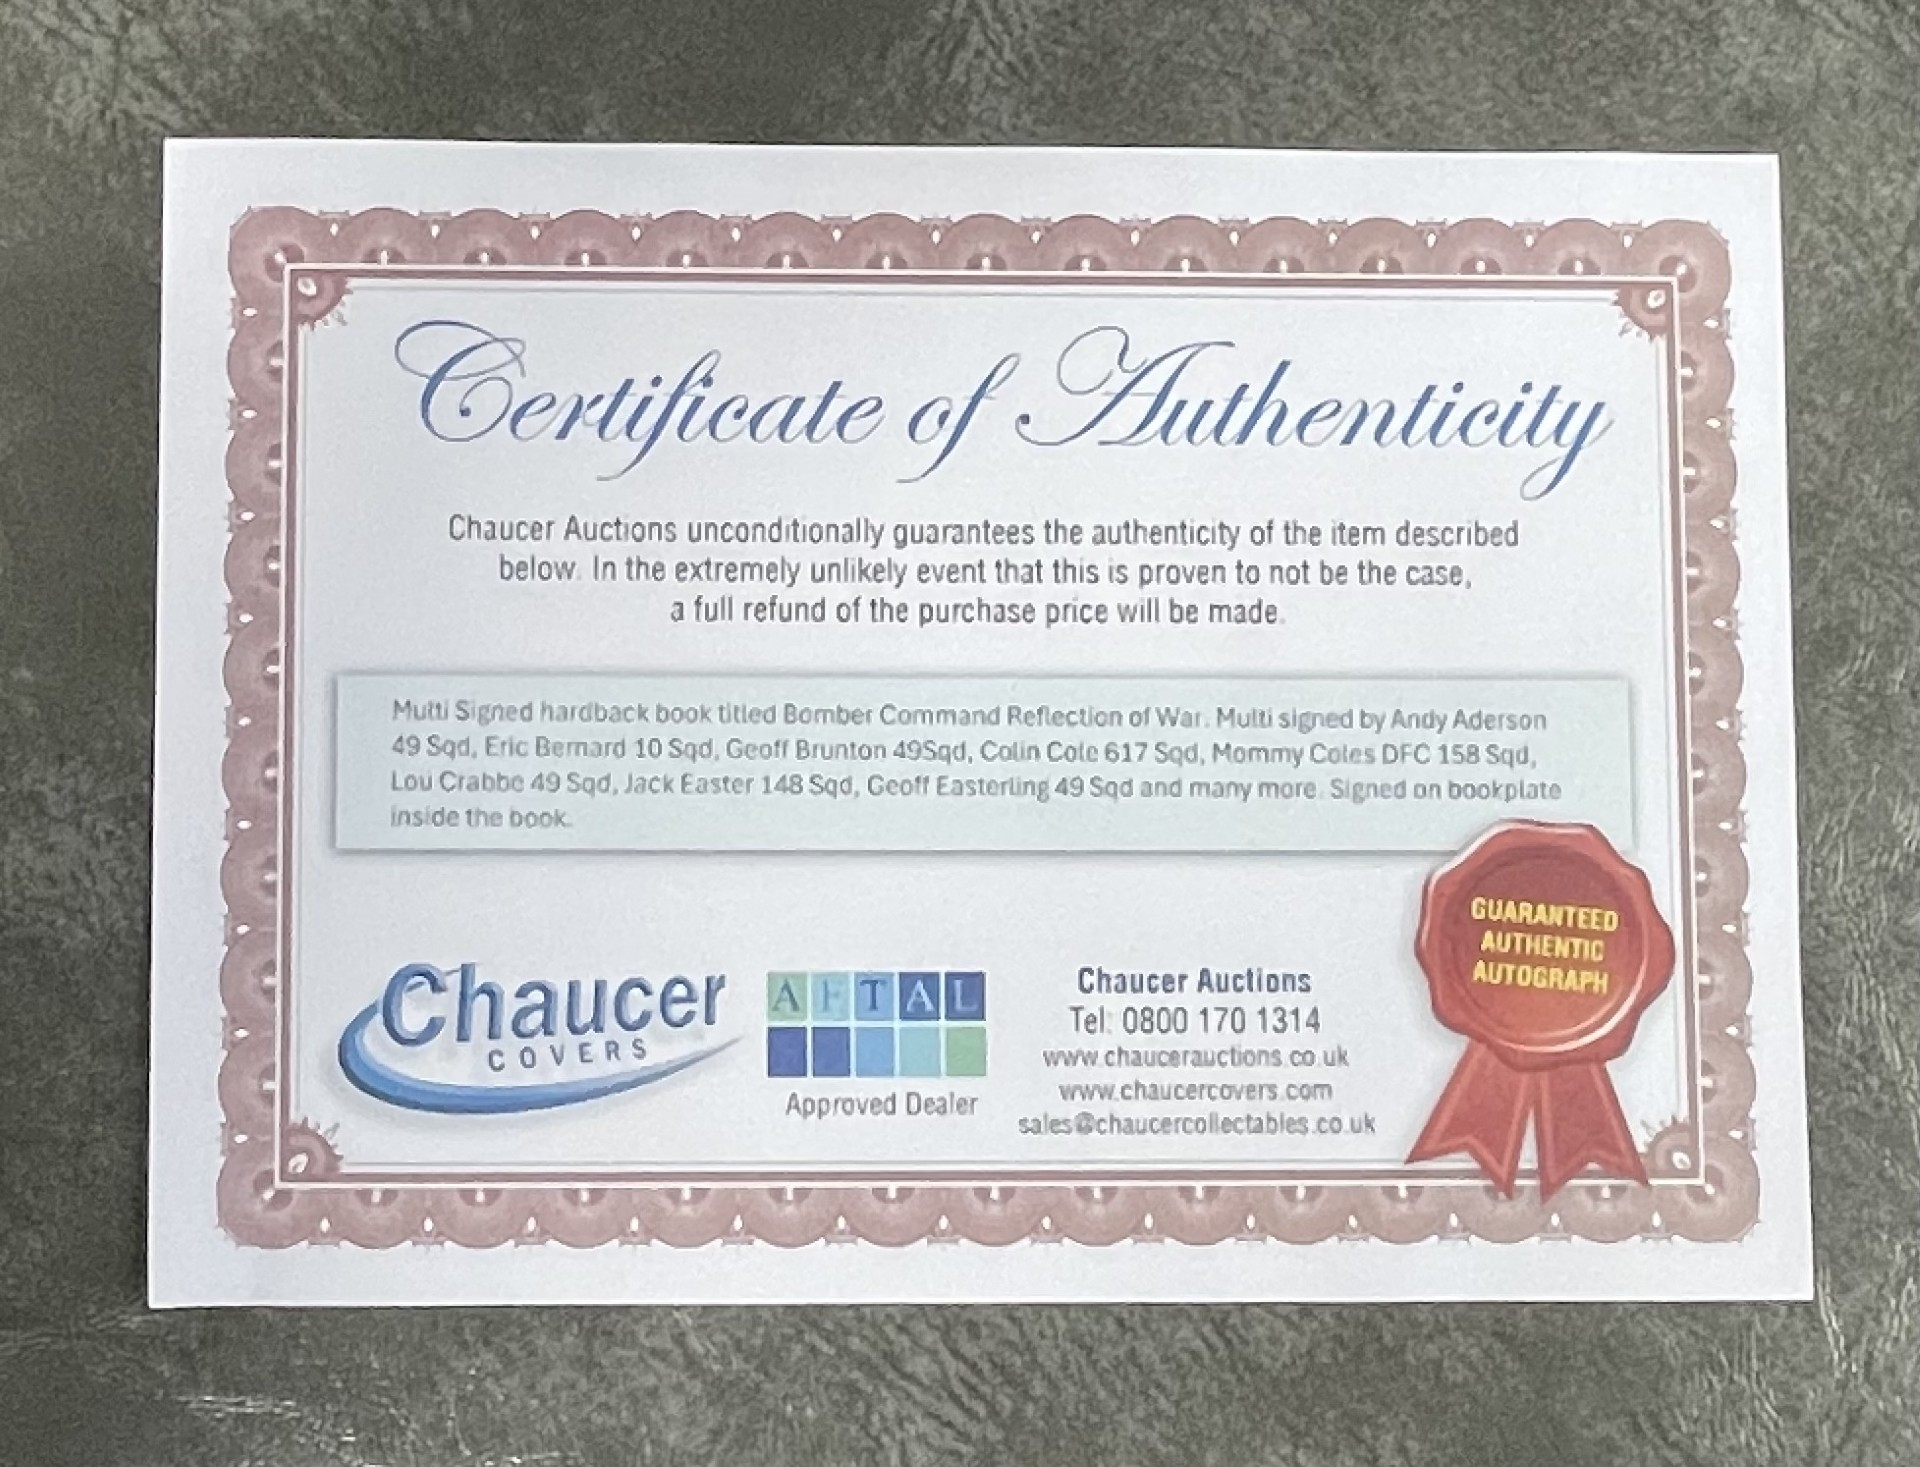 Certificate of Authenticity
Chaucer Auctions unconditionally guarantees the authenticity of the item described
below. In the extremely unlikely event that this is proven to not be the case,
a full refund of the purchase price will be made.
Multi Signed hardback book titled Bomber Command Reflection of War. Multi signed by Andy Aderson
49 Sqd, Eric Bernard 10 Sqd, Geoff Brunton 49Sqd, Colin Cole 617 Sqd, Mommy Coles DFC 158 Sqd,
Lou Crabbe 49 Sqd, Jack Easter 148 Sqd, Geoff Easterling 49 Sqd and many more. Signed on bookplate
inside the book.
GUARANTEED
AUTHENTIC
AUTOGRAPH
Chaucer
COVERS
AFTAL
Approved Dealer
Chaucer Auctions
Tel: 0800 170 1314
www.chaucerauctions.co.uk
www.chaucercovers.com
sales@chaucercollectables.co.uk